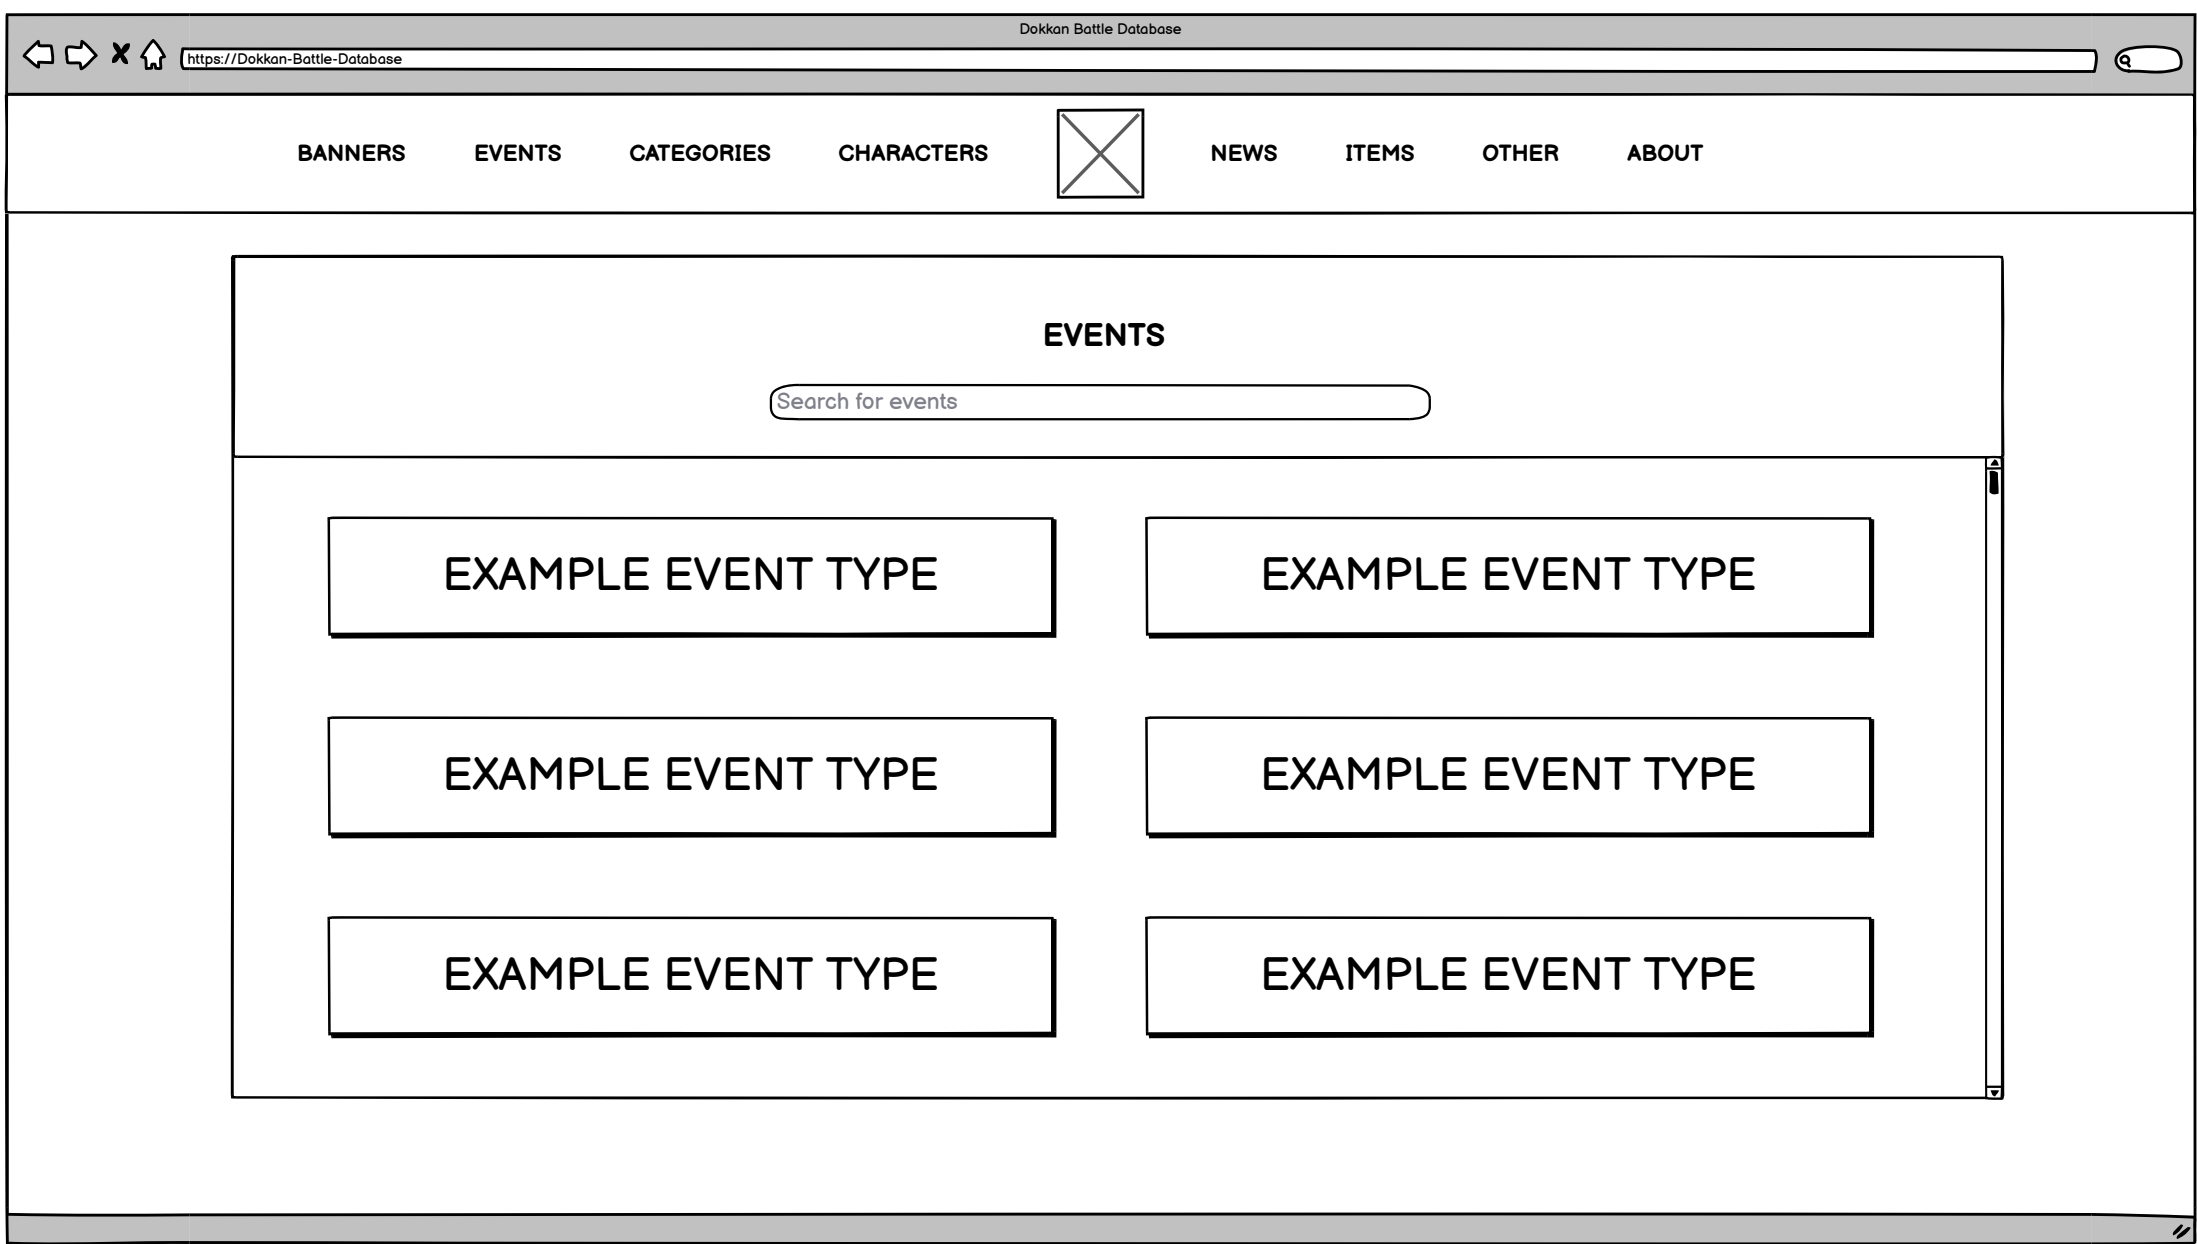 Dokkan Battle Database
https://Dokkan-Battle-Database
BANNERS EVENTS CATEGORIES CHARACTERS NEWS ITEMS OTHER ABOUT
EVENTS
Search for events
EXAMPLE EVENT TYPE EXAMPLE EVENT TYPE
EXAMPLE EVENT TYPE EXAMPLE EVENT TYPE
EXAMPLE EVENT TYPE EXAMPLE EVENT TYPE